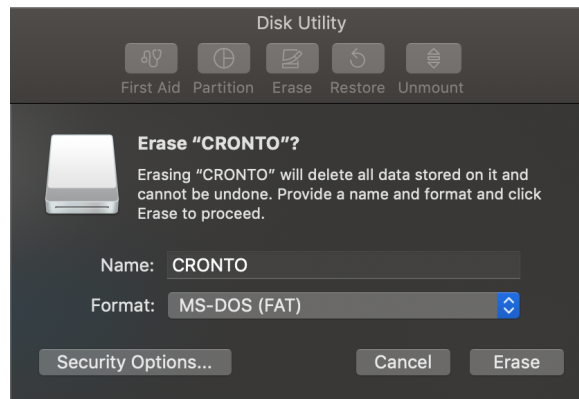 Disk Utility
First Aid Partition Erase Restore Unmount
Erase “CRONTO”?
Erasing “CRONTO” will delete all data stored on it and
cannot be undone. Provide a name and format and click
Erase to proceed.
Name: CRONTO
Format: MS-DOS (FAT)
Security Options... Cancel Erase